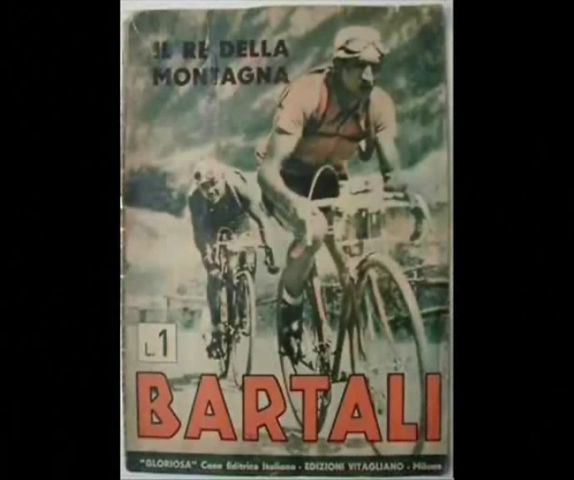 IL RE DELLA
MONTAGNA
L. 1
BARTALI
"GLORIOSA" Casa Editrice Italiana - EDIZIONI VITAGLIANO - Milano